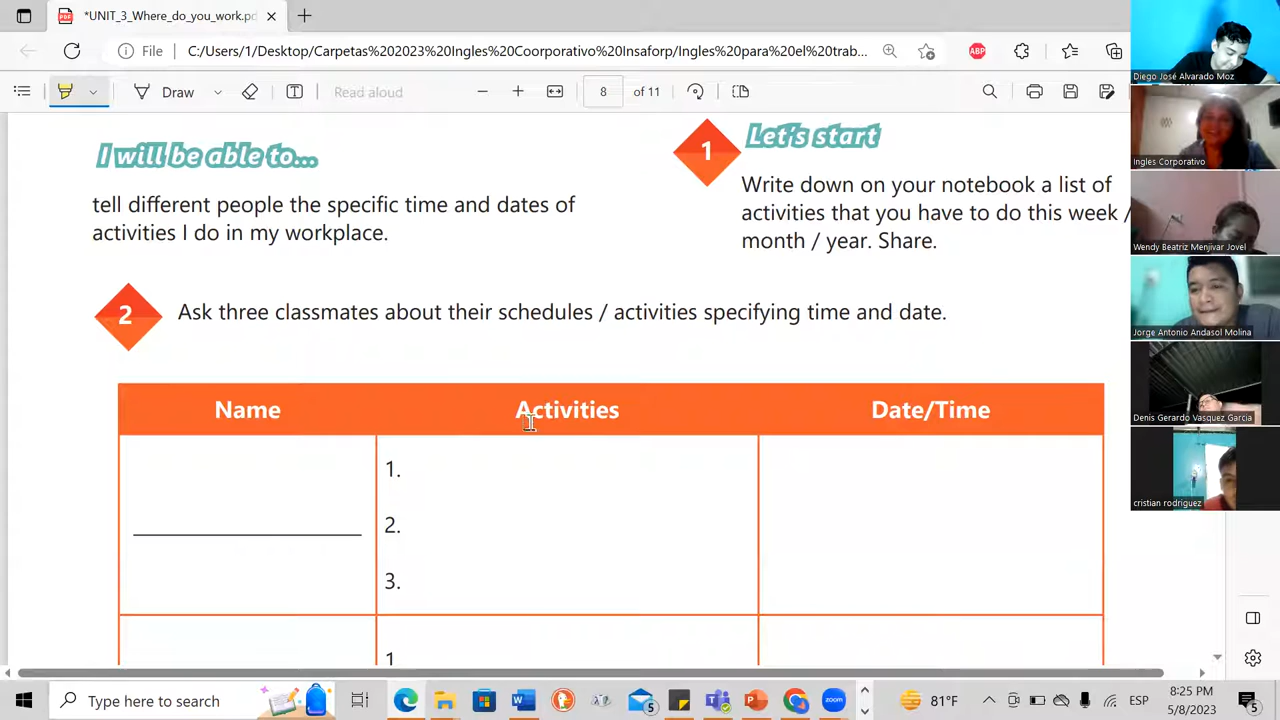 *UNIT_3_Where_do_you_work.pd
File
C:/Users/1/Desktop/Carpetas%202023%20Ingles%20Coorporativo%20Insaforp/Ingles%20para%20el%20trab...
ABP
Draw
Read aloud
8
of 11
I will be able to...
tell different people the specific time and dates of
activities I do in my workplace.
1
Let's start
Write down on your notebook a list of
activities that you have to do this week /
month / year. Share.
2
Ask three classmates about their schedules / activities specifying time and date.
Name
Activities
Date/Time
1.
2.
3.
1
Diego José Alvarado Moz
Ingles Corporativo
Wendy Beatriz Menjivar Jovel
Jorge Antonio Andasol Molina
Denis Gerardo Vasquez Garcia
cristian rodriguez
Type here to search
5
zoom
81°F
ESP
8:25 PM
5/8/2023
5